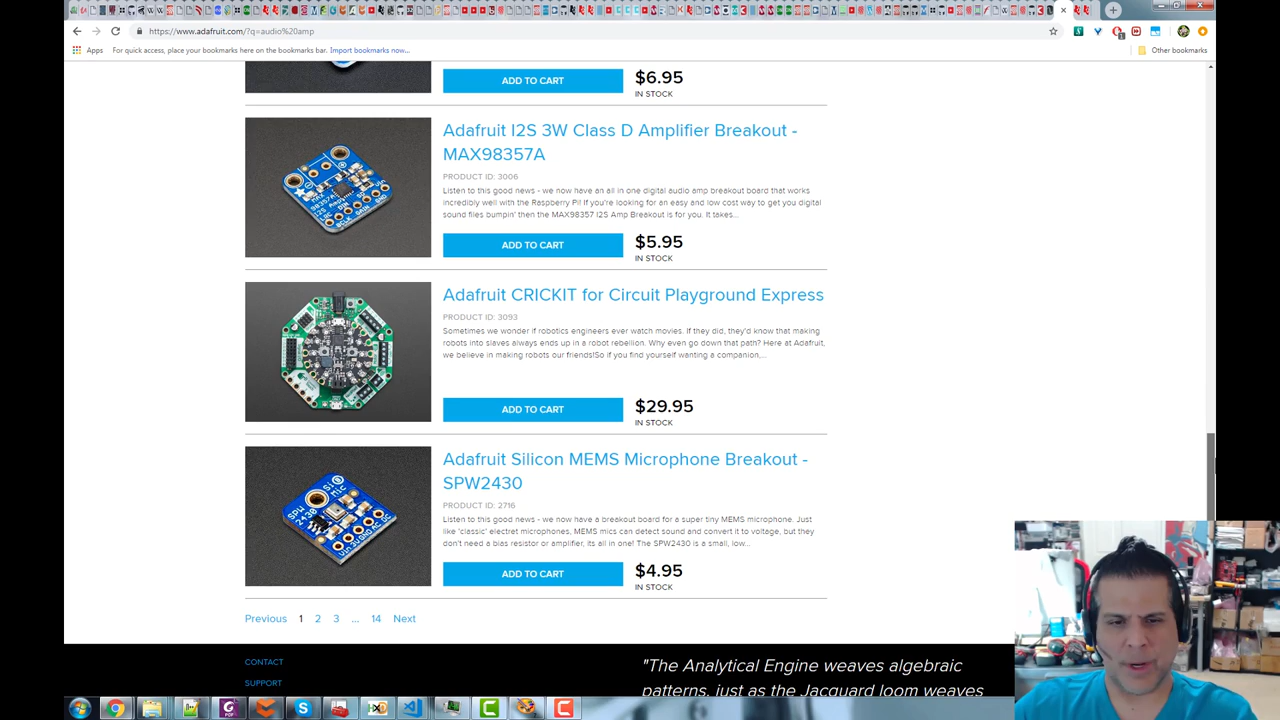 https://www.adafruit.com/?q=audio%20amp
Apps
For quick access, place your bookmarks here on the bookmarks bar. Import bookmarks now...
Other bookmarks
ADD TO CART
$6.95
IN STOCK
Adafruit I2S 3W Class D Amplifier Breakout -
MAX98357A
PRODUCT ID: 3006
Listen to this good news - we now have an all in one digital audio amp breakout board that works
incredibly well with the Raspberry Pi! If you're looking for an easy and low cost way to get you digital
sound files bumpin' then the MAX98357 I2S Amp Breakout is for you. It takes...
ADD TO CART
$5.95
IN STOCK
Adafruit CRICKIT for Circuit Playground Express
PRODUCT ID: 3093
Sometimes we wonder if robotics engineers ever watch movies. If they did, they'd know that making
robots into slaves always ends up in a robot rebellion. Why even go down that path? Here at Adafruit,
we believe in making robots our friends!So if you find yourself wanting a companion,...
ADD TO CART
$29.95
IN STOCK
SPW
2430
Si
Mic
Adafruit Silicon MEMS Microphone Breakout -
SPW2430
PRODUCT ID: 2716
Listen to this good news - we now have a breakout board for a super tiny MEMS microphone. Just
like 'classic' electret microphones, MEMS mics can detect sound and convert it to voltage, but they
don't need a bias resistor or amplifier, its all in one! The SPW2430 is a small, low...
ADD TO CART
$4.95
IN STOCK
Previous 1 2 3 ... 14 Next
CONTACT
SUPPORT
"The Analytical Engine weaves algebraic
patterns, just as the Jacquard loom weaves